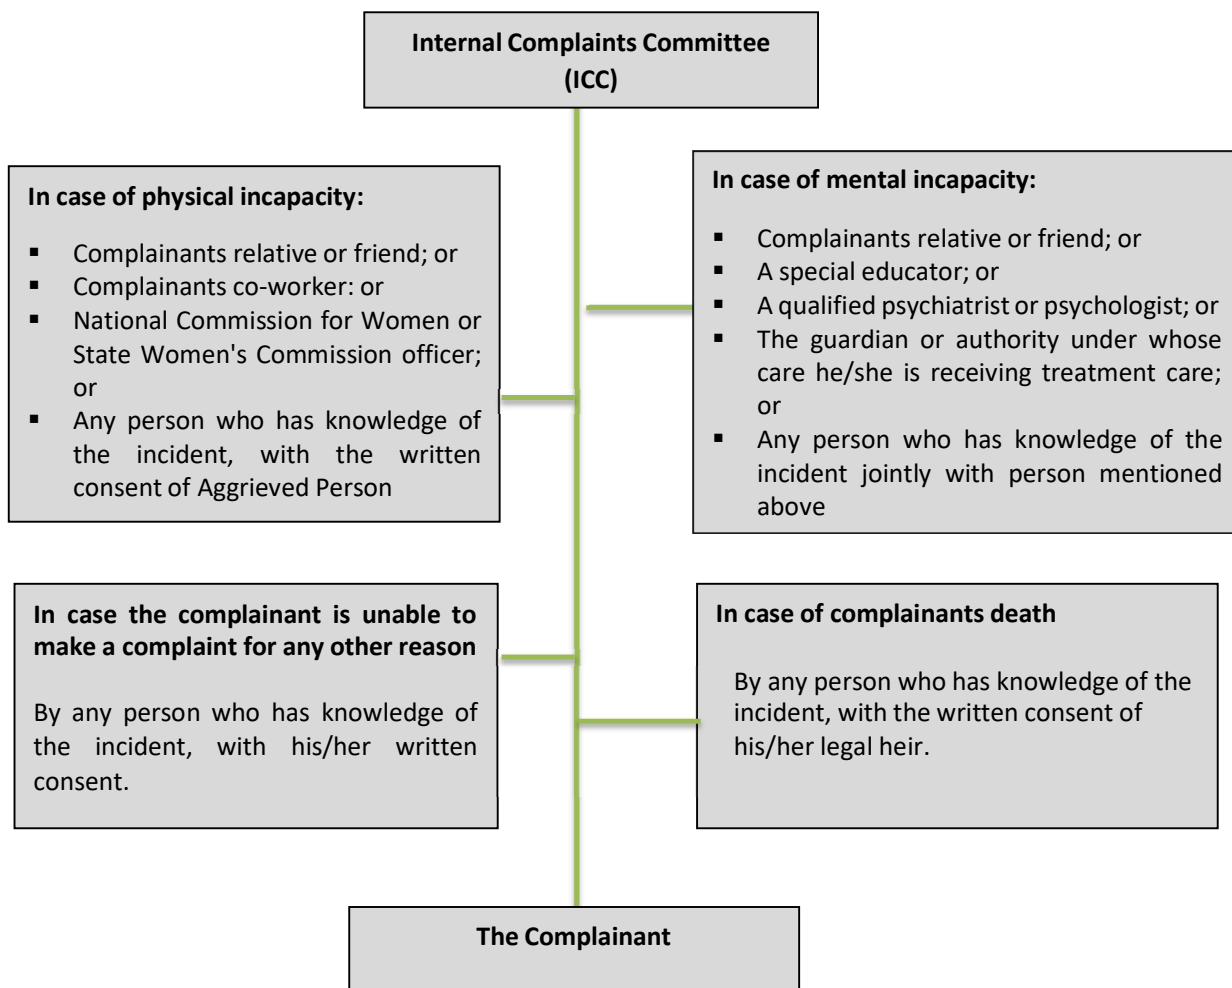 Internal Complaints Committee
(ICC)
In case of physical incapacity:
▪ Complainants relative or friend; or
▪ Complainants co-worker: or
▪ National Commission for Women or
State Women's Commission officer;
or
▪ Any person who has knowledge of
the incident, with the written
consent of Aggrieved Person
In case of mental incapacity:
▪ Complainants relative or friend; or
▪ A special educator; or
▪ A qualified psychiatrist or psychologist; or
▪ The guardian or authority under whose
care he/she is receiving treatment care;
or
▪ Any person who has knowledge of the
incident jointly with person mentioned
above
In case the complainant is unable to
make a complaint for any other reason
By any person who has knowledge of
the incident, with his/her written
consent.
In case of complainants death
By any person who has knowledge of the
incident, with the written consent of
his/her legal heir.
The Complainant